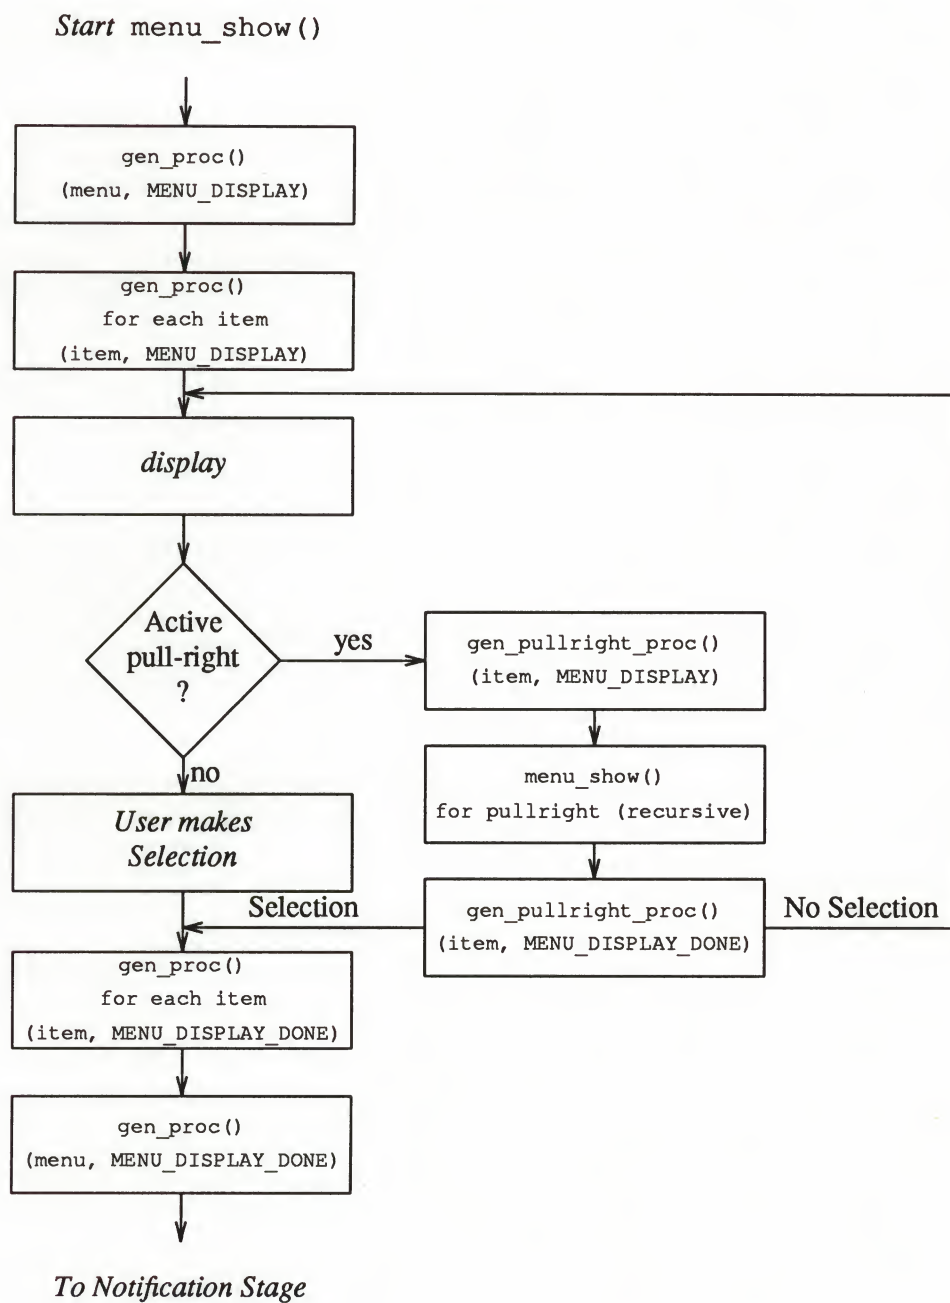 Start menu_show()
gen_proc()
(menu, MENU_DISPLAY)
gen_proc()
for each item
(item, MENU_DISPLAY)
display
Active
pull-right
?
yes
gen_pullright_proc()
(item, MENU_DISPLAY)
menu_show()
for pullright (recursive)
gen_pullright_proc()
(item, MENU_DISPLAY_DONE)
No Selection
Selection
no
User makes
Selection
gen_proc()
for each item
(item, MENU_DISPLAY_DONE)
gen_proc()
(menu, MENU_DISPLAY_DONE)
To Notification Stage